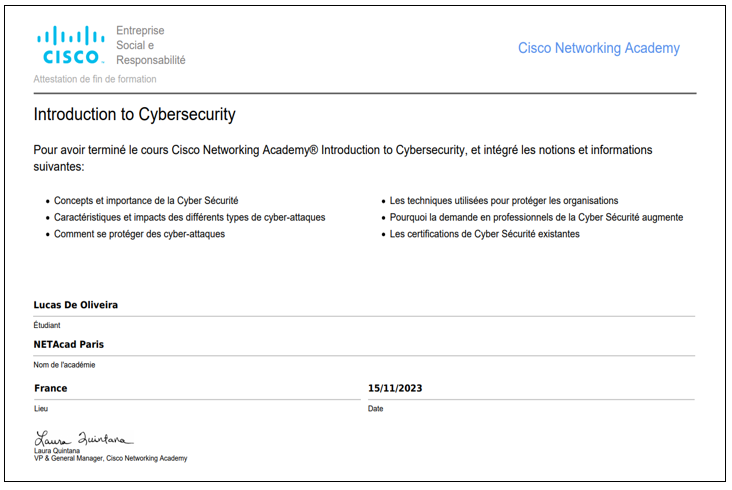 Entreprise
Social e
Responsabilité
CISCO
Cisco Networking Academy
Attestation de fin de formation
Introduction to Cybersecurity
Pour avoir terminé le cours Cisco Networking Academy® Introduction to Cybersecurity, et intégré les notions et informations
suivantes:
• Concepts et importance de la Cyber Sécurité
• Caractéristiques et impacts des différents types de cyber-attaques
• Comment se protéger des cyber-attaques
• Les techniques utilisées pour protéger les organisations
• Pourquoi la demande en professionnels de la Cyber Sécurité augmente
• Les certifications de Cyber Sécurité existantes
Lucas De Oliveira
Étudiant
NETAcad Paris
Nom de l'académie
France
Lieu
15/11/2023
Date
Laura Quintana
Laura Quintana
VP & General Manager, Cisco Networking Academy